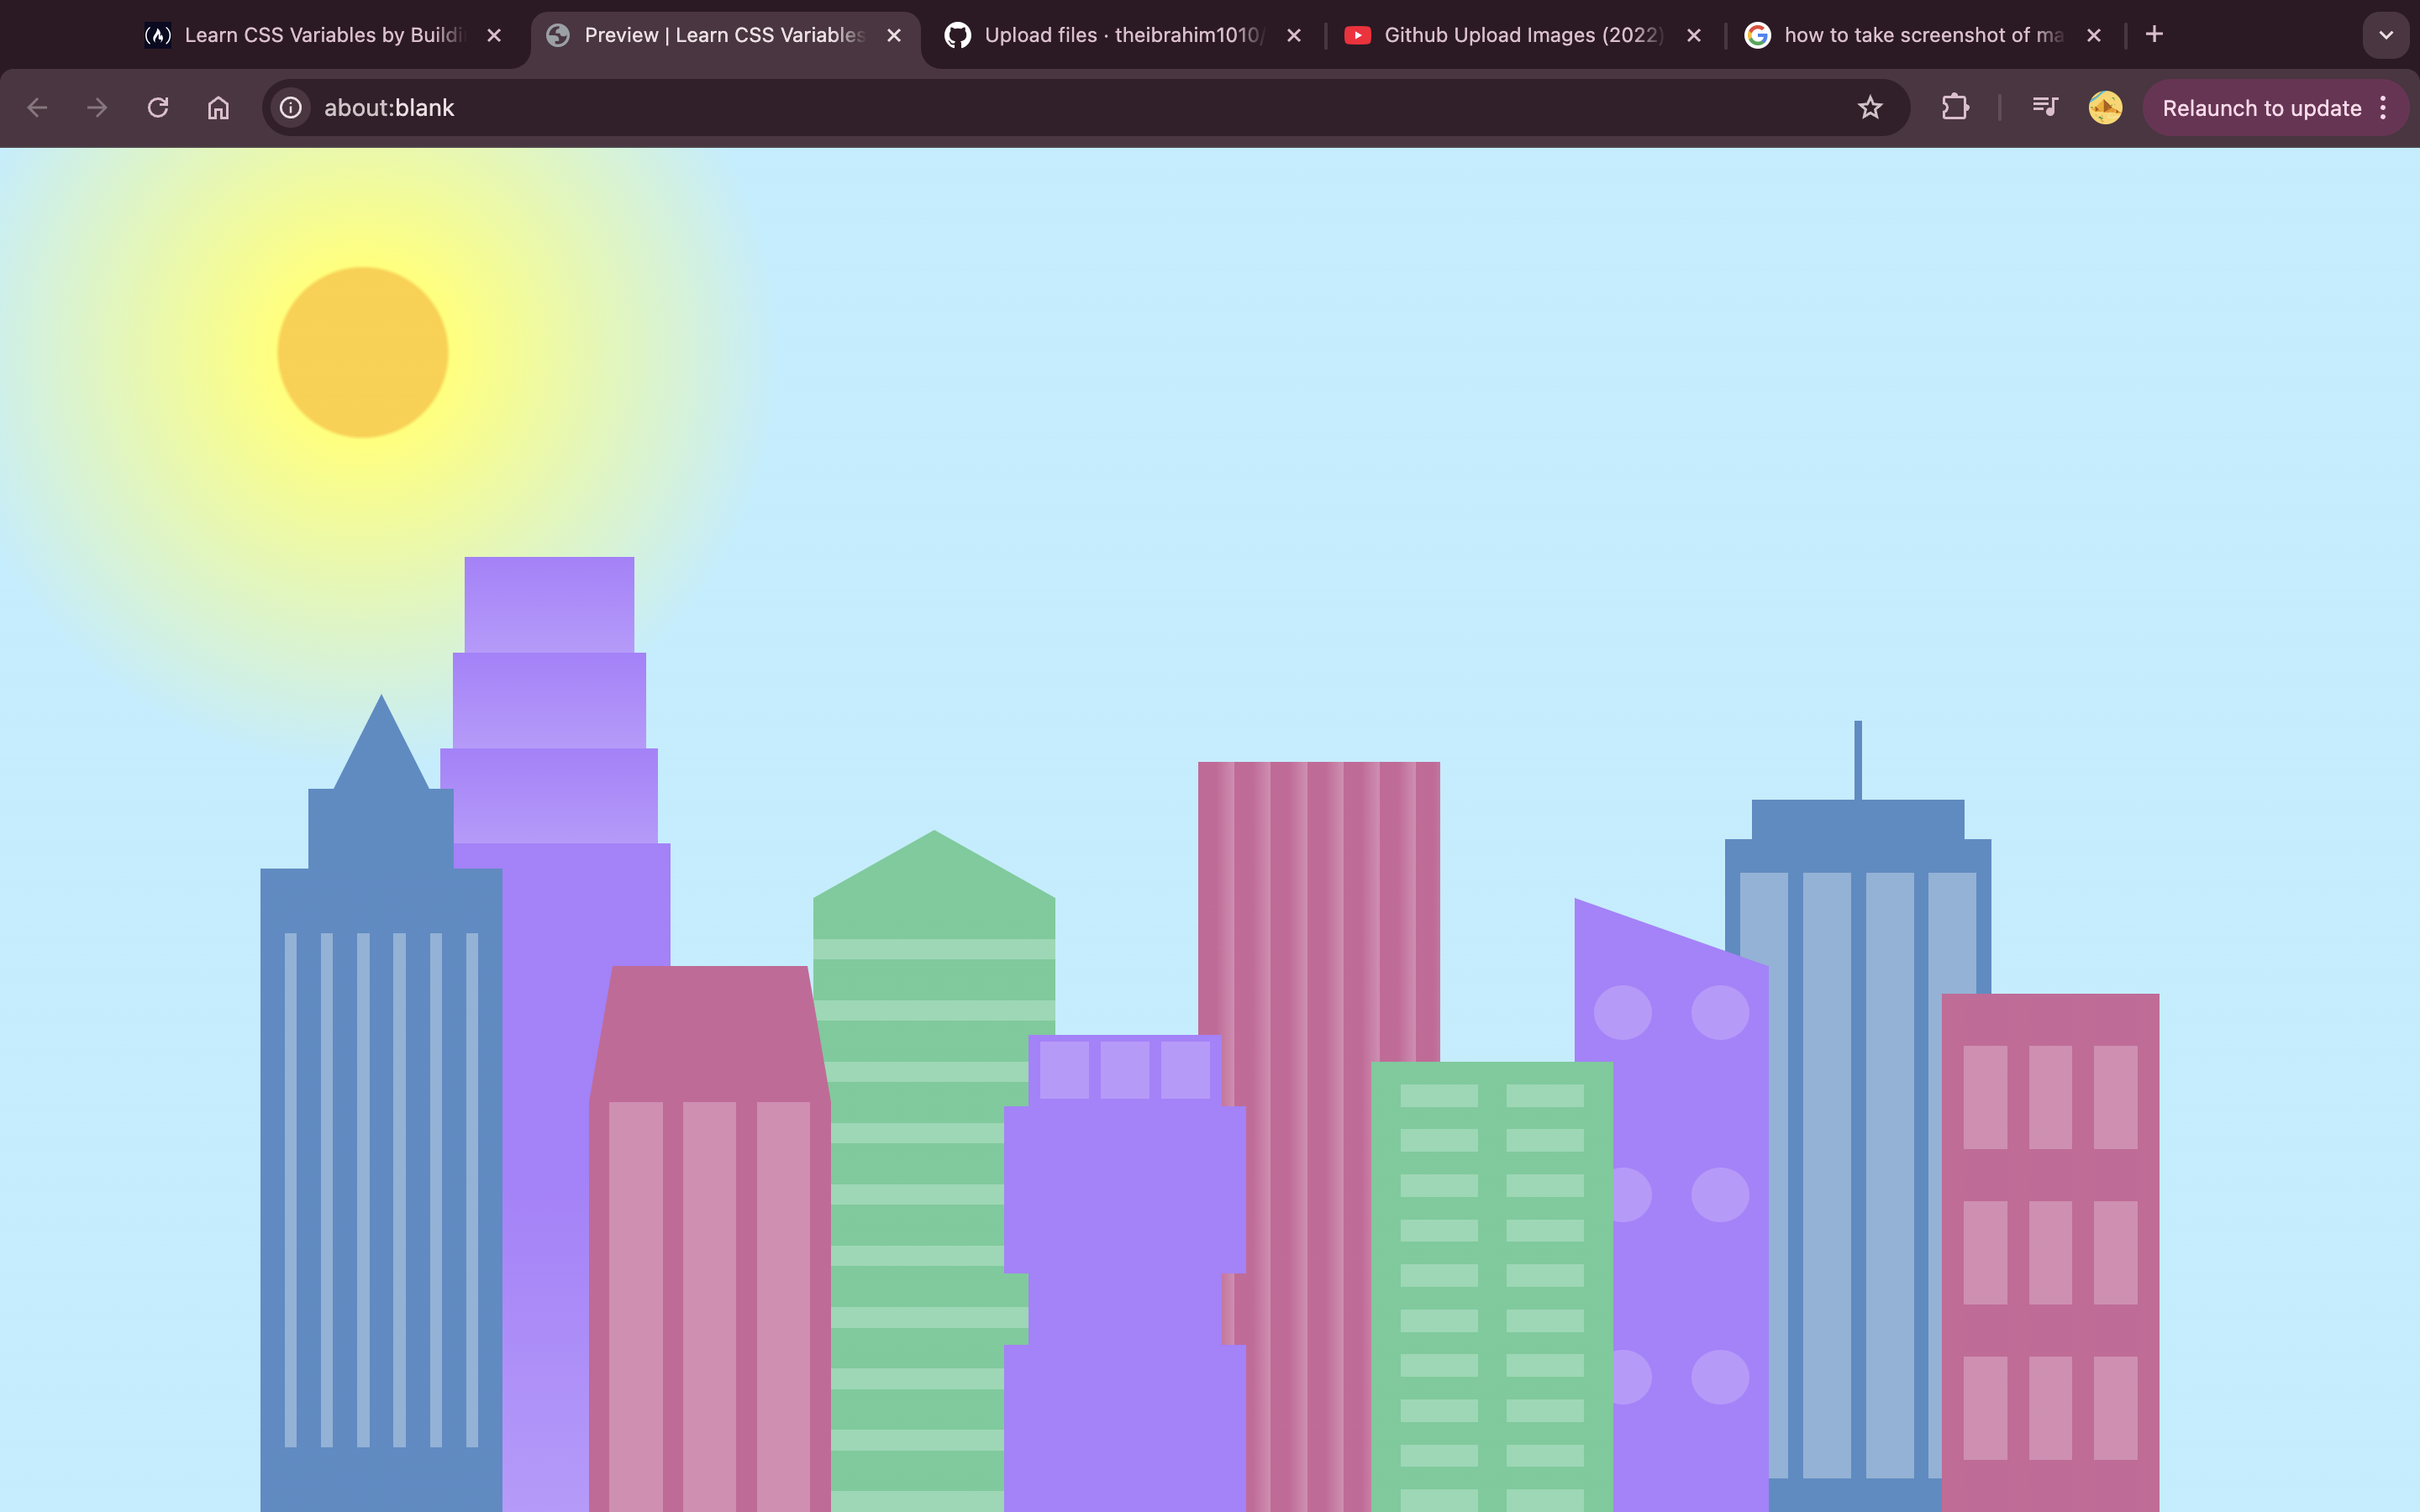 Learn CSS Variables by Buildi
Preview | Learn CSS Variables
Upload files · theibrahim1010/
Github Upload Images (2022)
how to take screenshot of ma
about:blank
Relaunch to update